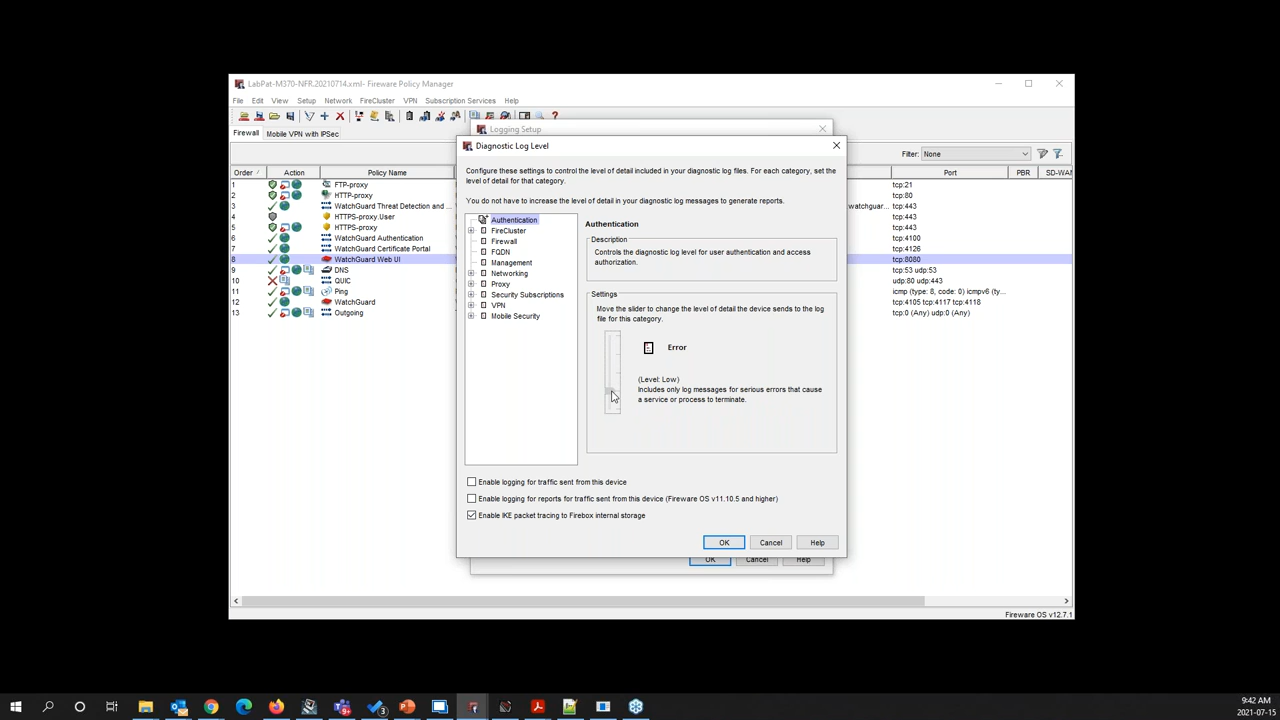 LabPat-M370-NFR.20210714.xml- Fireware Policy Manager
File Edit View Setup Network FireCluster VPN Subscription Services Help
Firewall Mobile VPN with IPSec
Logging Setup
Filter: None
Order / Action Policy Name Port PBR SD-WAN
1 FTP-proxy tcp:21
2 HTTP-proxy tcp:80
3 WatchGuard Threat Detection and ... watchguar... tcp:443
4 HTTPS-proxy.User tcp:443
5 HTTPS-proxy tcp:443
6 WatchGuard Authentication tcp:4100
7 WatchGuard Certificate Portal tcp:4126
8 WatchGuard Web UI tcp:8080
9 DNS tcp:53 udp:53
10 QUIC udp:80 udp:443
11 Ping icmp (type: 8, code: 0) icmpv6 (ty...
12 WatchGuard tcp:4105 tcp:4117 tcp:4118
13 Outgoing tcp:0 (Any) udp:0 (Any)
Diagnostic Log Level
Configure these settings to control the level of detail included in your diagnostic log files. For each category, set the
level of detail for that category.
You do not have to increase the level of detail in your diagnostic log messages to generate reports.
Authentication
FireCluster
Firewall
FQDN
Management
Networking
Proxy
Security Subscriptions
VPN
Mobile Security
Authentication
Description
Controls the diagnostic log level for user authentication and access
authorization.
Settings
Move the slider to change the level of detail the device sends to the log
file for this category.
Error
(Level: Low)
Includes only log messages for serious errors that cause
a service or process to terminate.
Enable logging for traffic sent from this device
Enable logging for reports for traffic sent from this device (Fireware OS v11.10.5 and higher)
Enable IKE packet tracing to Firebox internal storage
OK Cancel Help
OK Cancel Help
Fireware OS v12.7.1
9:42 AM
2021-07-15